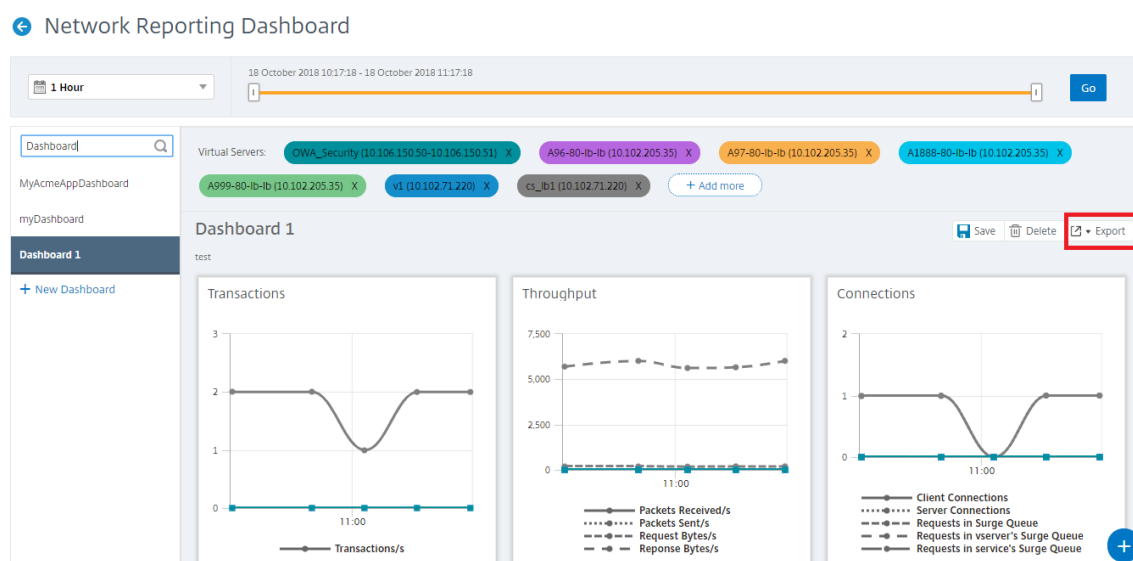 Network Reporting Dashboard
1 Hour
18 October 2018 10:17:18 - 18 October 2018 11:17:18
Go
Dashboard
MyAcmeAppDashboard
myDashboard
Dashboard 1
+ New Dashboard
Virtual Servers: OWA_Security (10.106.150.50-10.106.150.51) X A96-80-lb-lb (10.102.205.35) X A97-80-lb-lb (10.102.205.35) X A1888-80-lb-lb (10.102.205.35) X
A999-80-lb-lb (10.102.205.35) X v1 (10.102.71.220) X cs_lb1 (10.102.71.220) X + Add more
Dashboard 1
Save Delete Export
test
Transactions
3
2
1
0
11:00
Transactions/s
Throughput
7,500
5,000
2,500
0
11:00
Packets Received/s
Packets Sent/s
Request Bytes/s
Reponse Bytes/s
Connections
2
1
0
11:00
Client Connections
Server Connections
Requests in Surge Queue
Requests in vserver's Surge Queue
Requests in service's Surge Queue
+